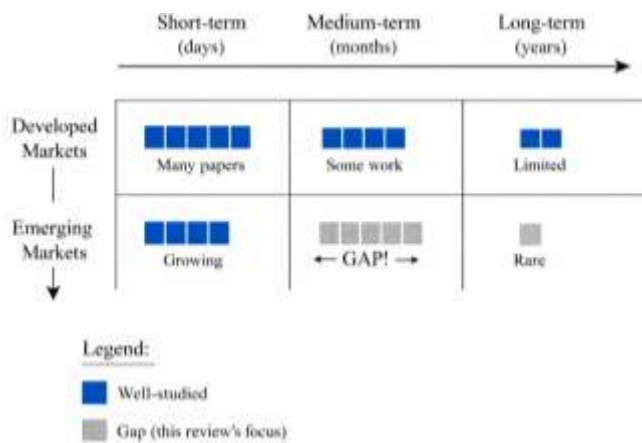 Short-term Medium-term Long-term
(days) (months) (years)
Developed
Markets
Many papers Some work Limited
Emerging
Markets
Growing ← GAP! → Rare
Legend:
Well-studied
Gap (this review's focus)